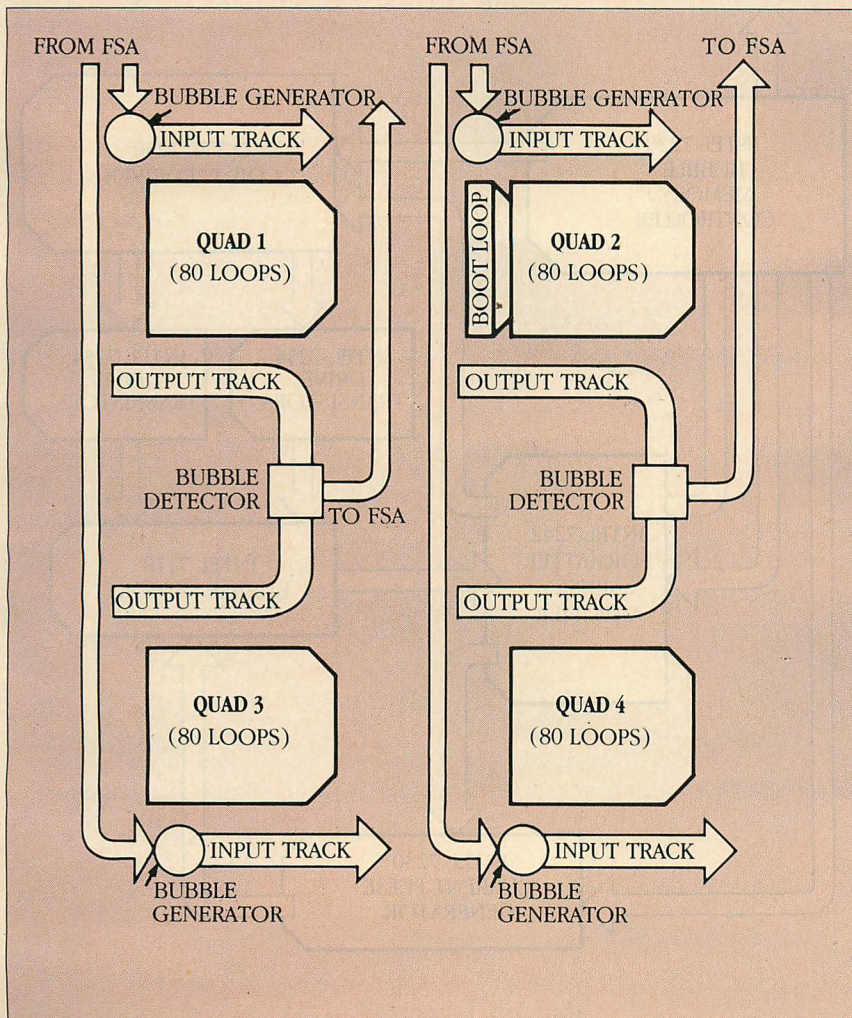 FROM FSA
BUBBLE GENERATOR
INPUT TRACK
QUAD 1
(80 LOOPS)
OUTPUT TRACK
BUBBLE
DETECTOR
TO FSA
OUTPUT TRACK
QUAD 3
(80 LOOPS)
INPUT TRACK
BUBBLE
GENERATOR
FROM FSA
TO FSA
BUBBLE GENERATOR
INPUT TRACK
BOOT LOOP
QUAD 2
(80 LOOPS)
OUTPUT TRACK
BUBBLE
DETECTOR
OUTPUT TRACK
QUAD 4
(80 LOOPS)
INPUT TRACK
BUBBLE
GENERATOR